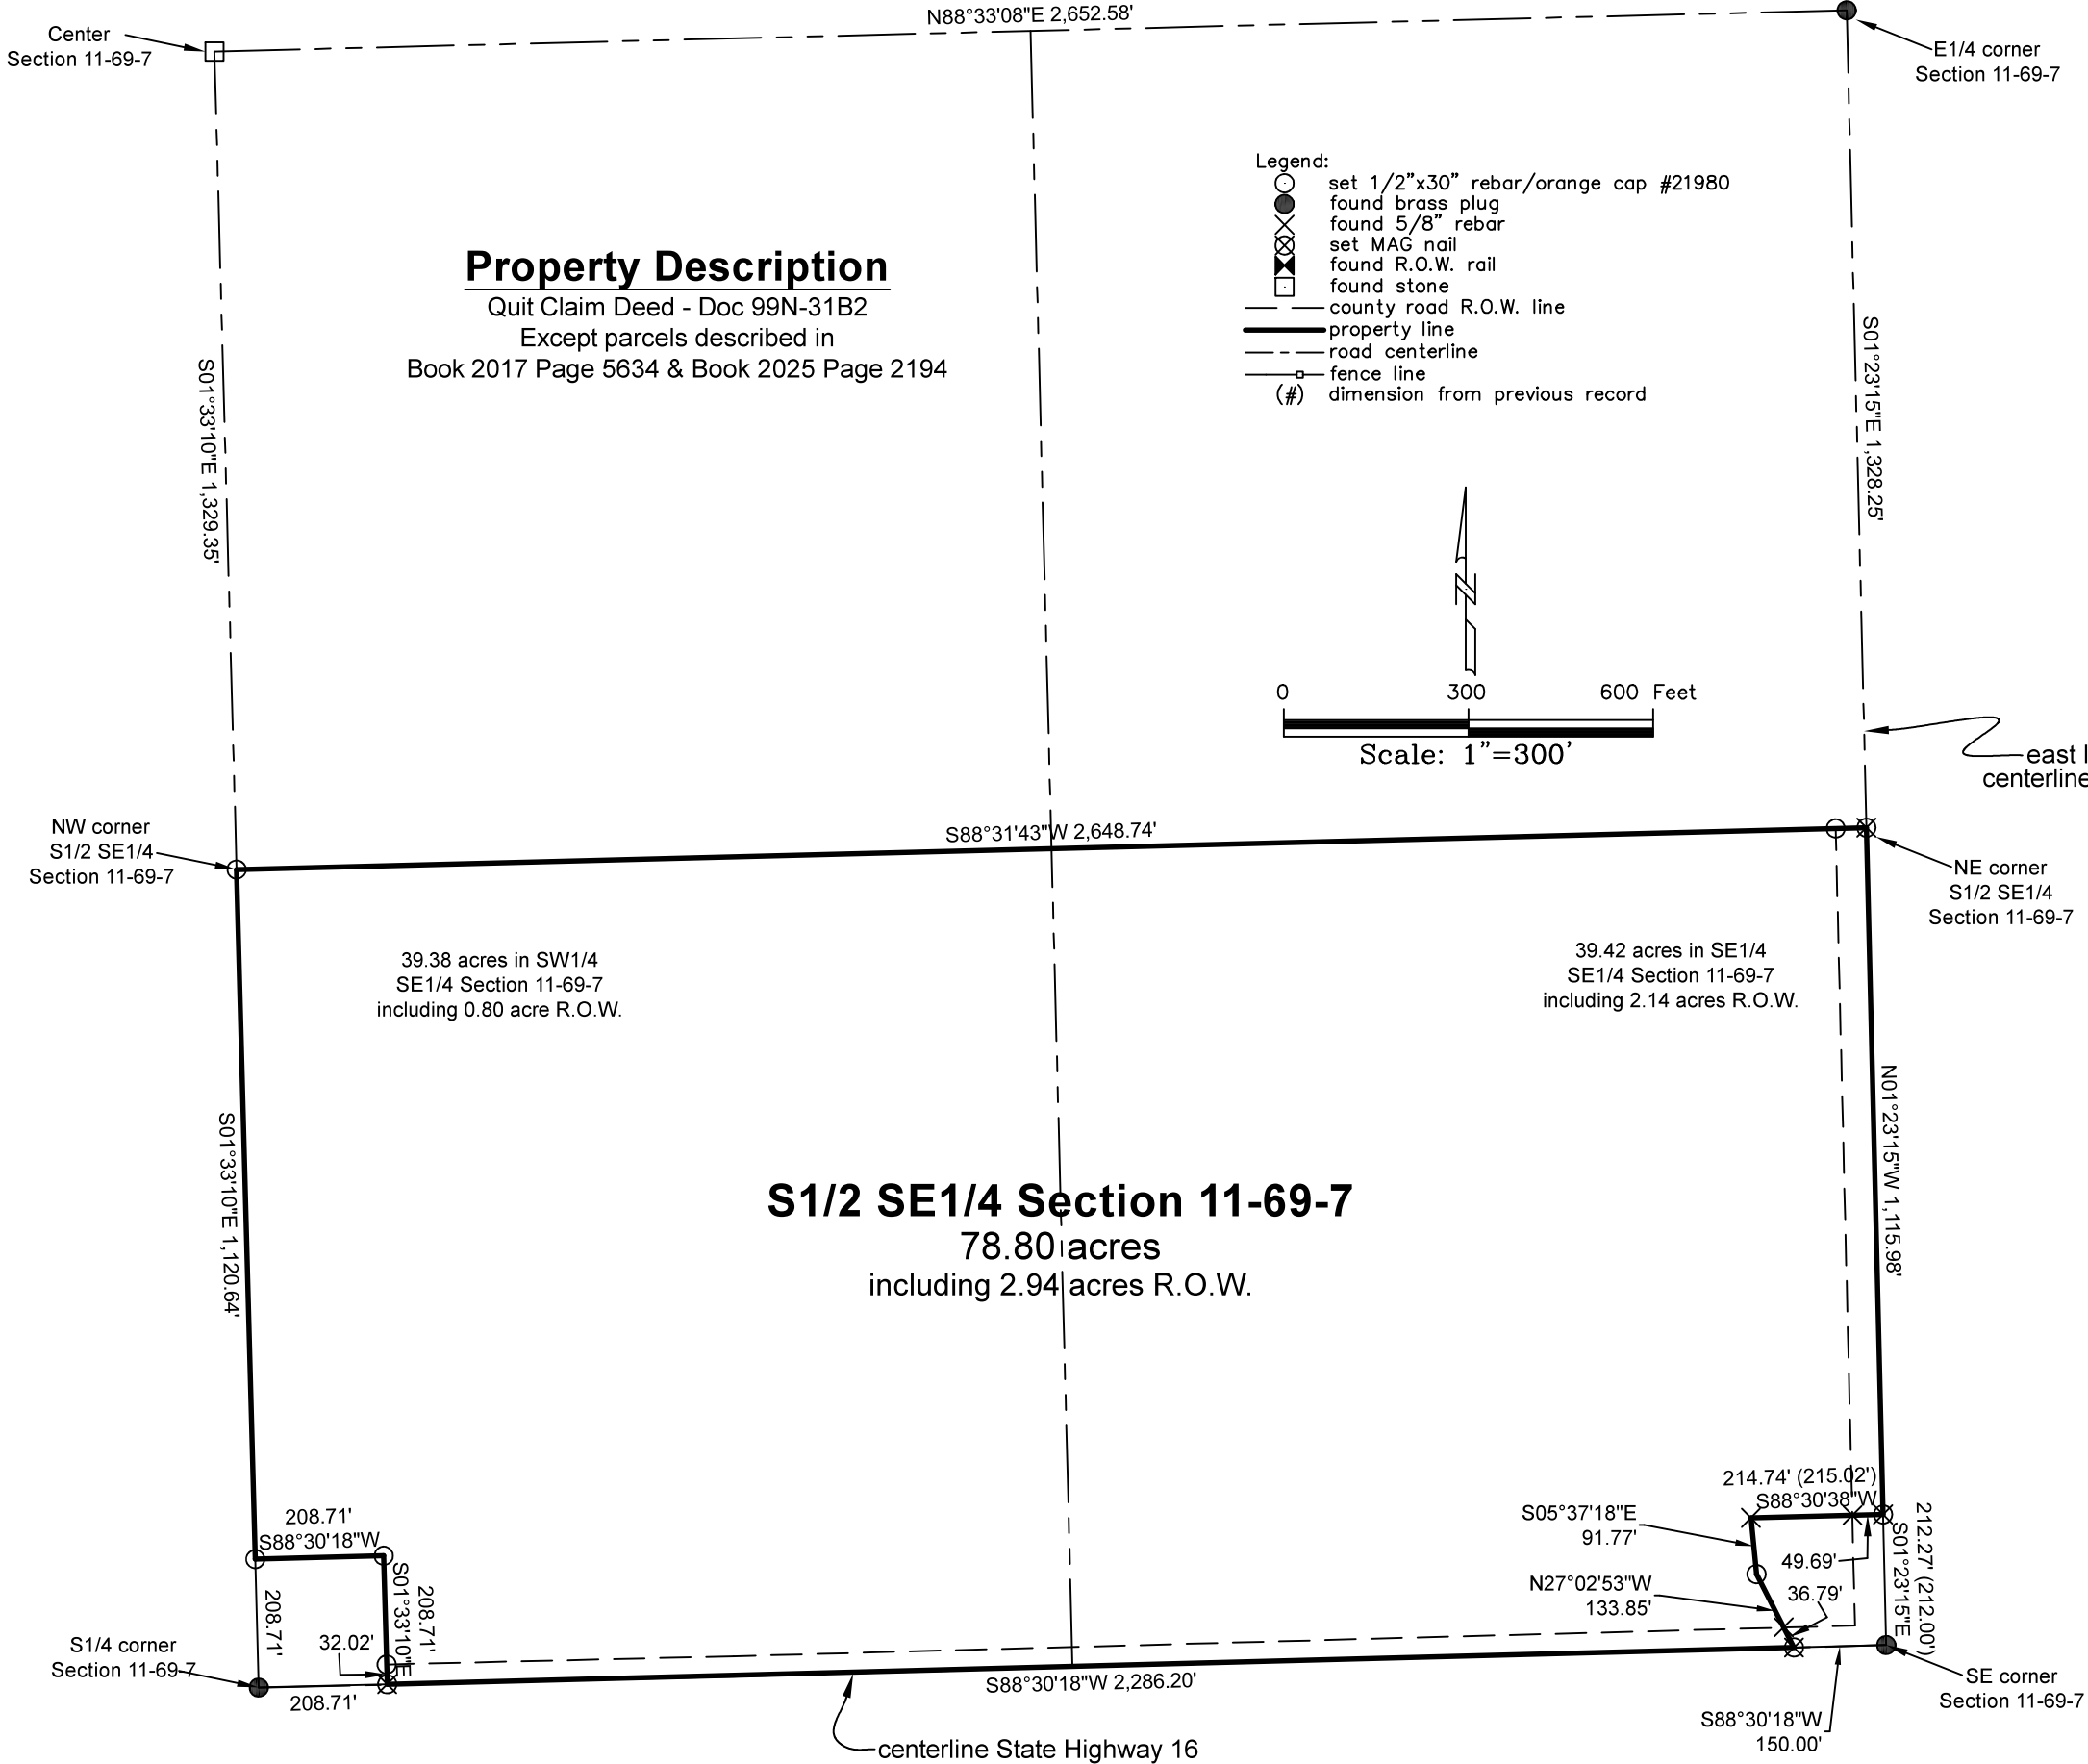 N88°33'08"E 2,652.58'
Center
Section 11-69-7
E1/4 corner
Section 11-69-7
Legend:
set 1/2"x30" rebar/orange cap #21980
found brass plug
found 5/8" rebar
set MAG nail
found R.O.W. rail
found stone
county road R.O.W. line
property line
road centerline
fence line
(#) dimension from previous record
Property Description
Quit Claim Deed - Doc 99N-31B2
Except parcels described in
Book 2017 Page 5634 & Book 2025 Page 2194
S01°33'10"E 1,329.35'
S01°23'15"E 1,328.25'
N
0 300 600 Feet
Scale: 1"=300'
east l
centerline
NW corner
S1/2 SE1/4
Section 11-69-7
S88°31'43"W 2,648.74'
NE corner
S1/2 SE1/4
Section 11-69-7
39.38 acres in SW1/4
SE1/4 Section 11-69-7
including 0.80 acre R.O.W.
39.42 acres in SE1/4
SE1/4 Section 11-69-7
including 2.14 acres R.O.W.
S01°33'10"E 1,120.64'
N01°23'15"W 1,115.98'
S1/2 SE1/4 Section 11-69-7
78.80 acres
including 2.94 acres R.O.W.
208.71'
S88°30'18"W
S01°33'10"E
208.71'
208.71'
32.02'
S1/4 corner
Section 11-69-7
208.71'
S88°30'18"W 2,286.20'
centerline State Highway 16
214.74' (215.02')
S88°30'38"W
S05°37'18"E
91.77'
49.69'
N27°02'53"W
133.85'
36.79'
S01°23'15"E
212.27' (212.00')
SE corner
Section 11-69-7
S88°30'18"W
150.00'